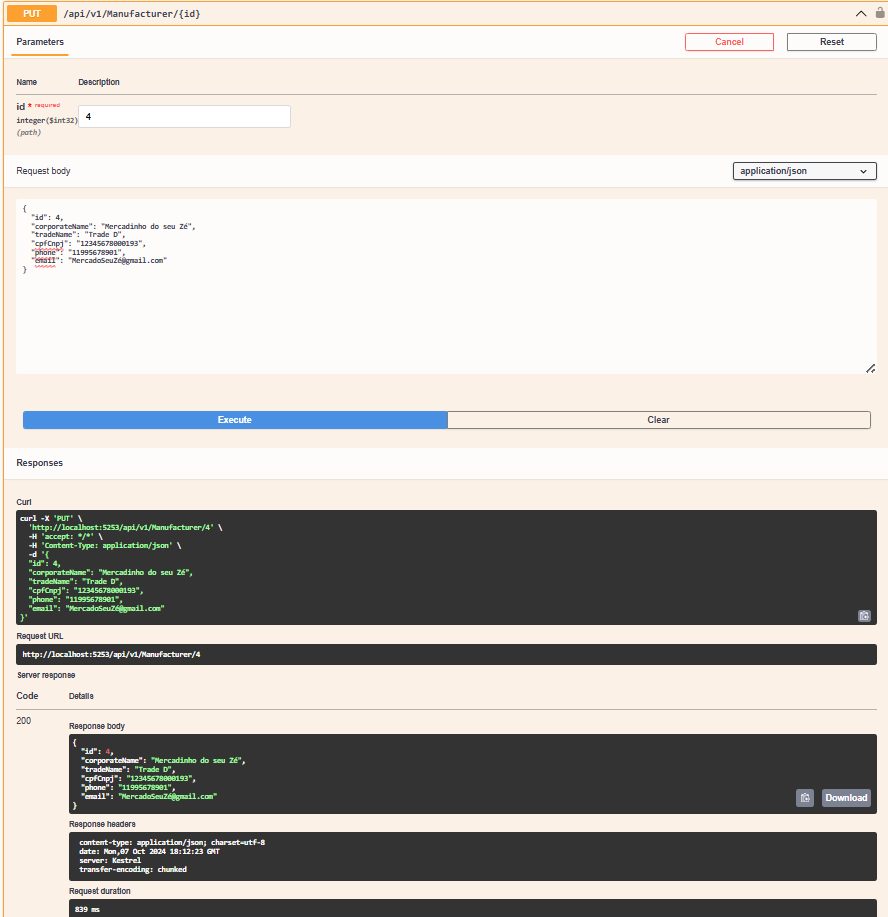 PUT /api/v1/Manufacturer/{id}
Parameters Cancel Reset
Name Description
id * required
integer($int32) 4
(path)
Request body application/json
{
"id": 4,
"corporateName": "Mercadinho do seu Zé",
"tradeName": "Trade D",
"cpfCnpj": "12345678000193",
"phone": "11995678901",
"email": "MercadoSeuZé@gmail.com"
}
Execute Clear
Responses
Curl
curl -X 'PUT' \
'http://localhost:5253/api/v1/Manufacturer/4' \
-H 'accept: */*' \
-H 'Content-Type: application/json' \
-d '{
"id": 4,
"corporateName": "Mercadinho do seu Zé",
"tradeName": "Trade D",
"cpfCnpj": "12345678000193",
"phone": "11995678901",
"email": "MercadoSeuZé@gmail.com"
}'
Request URL
http://localhost:5253/api/v1/Manufacturer/4
Server response
Code Details
200
Response body
{
"id": 4,
"corporateName": "Mercadinho do seu Zé",
"tradeName": "Trade D",
"cpfCnpj": "12345678000193",
"phone": "11995678901",
"email": "MercadoSeuZé@gmail.com"
}
Download
Response headers
content-type: application/json; charset=utf-8
date: Mon,07 Oct 2024 18:12:23 GMT
server: Kestrel
transfer-encoding: chunked
Request duration
839 ms